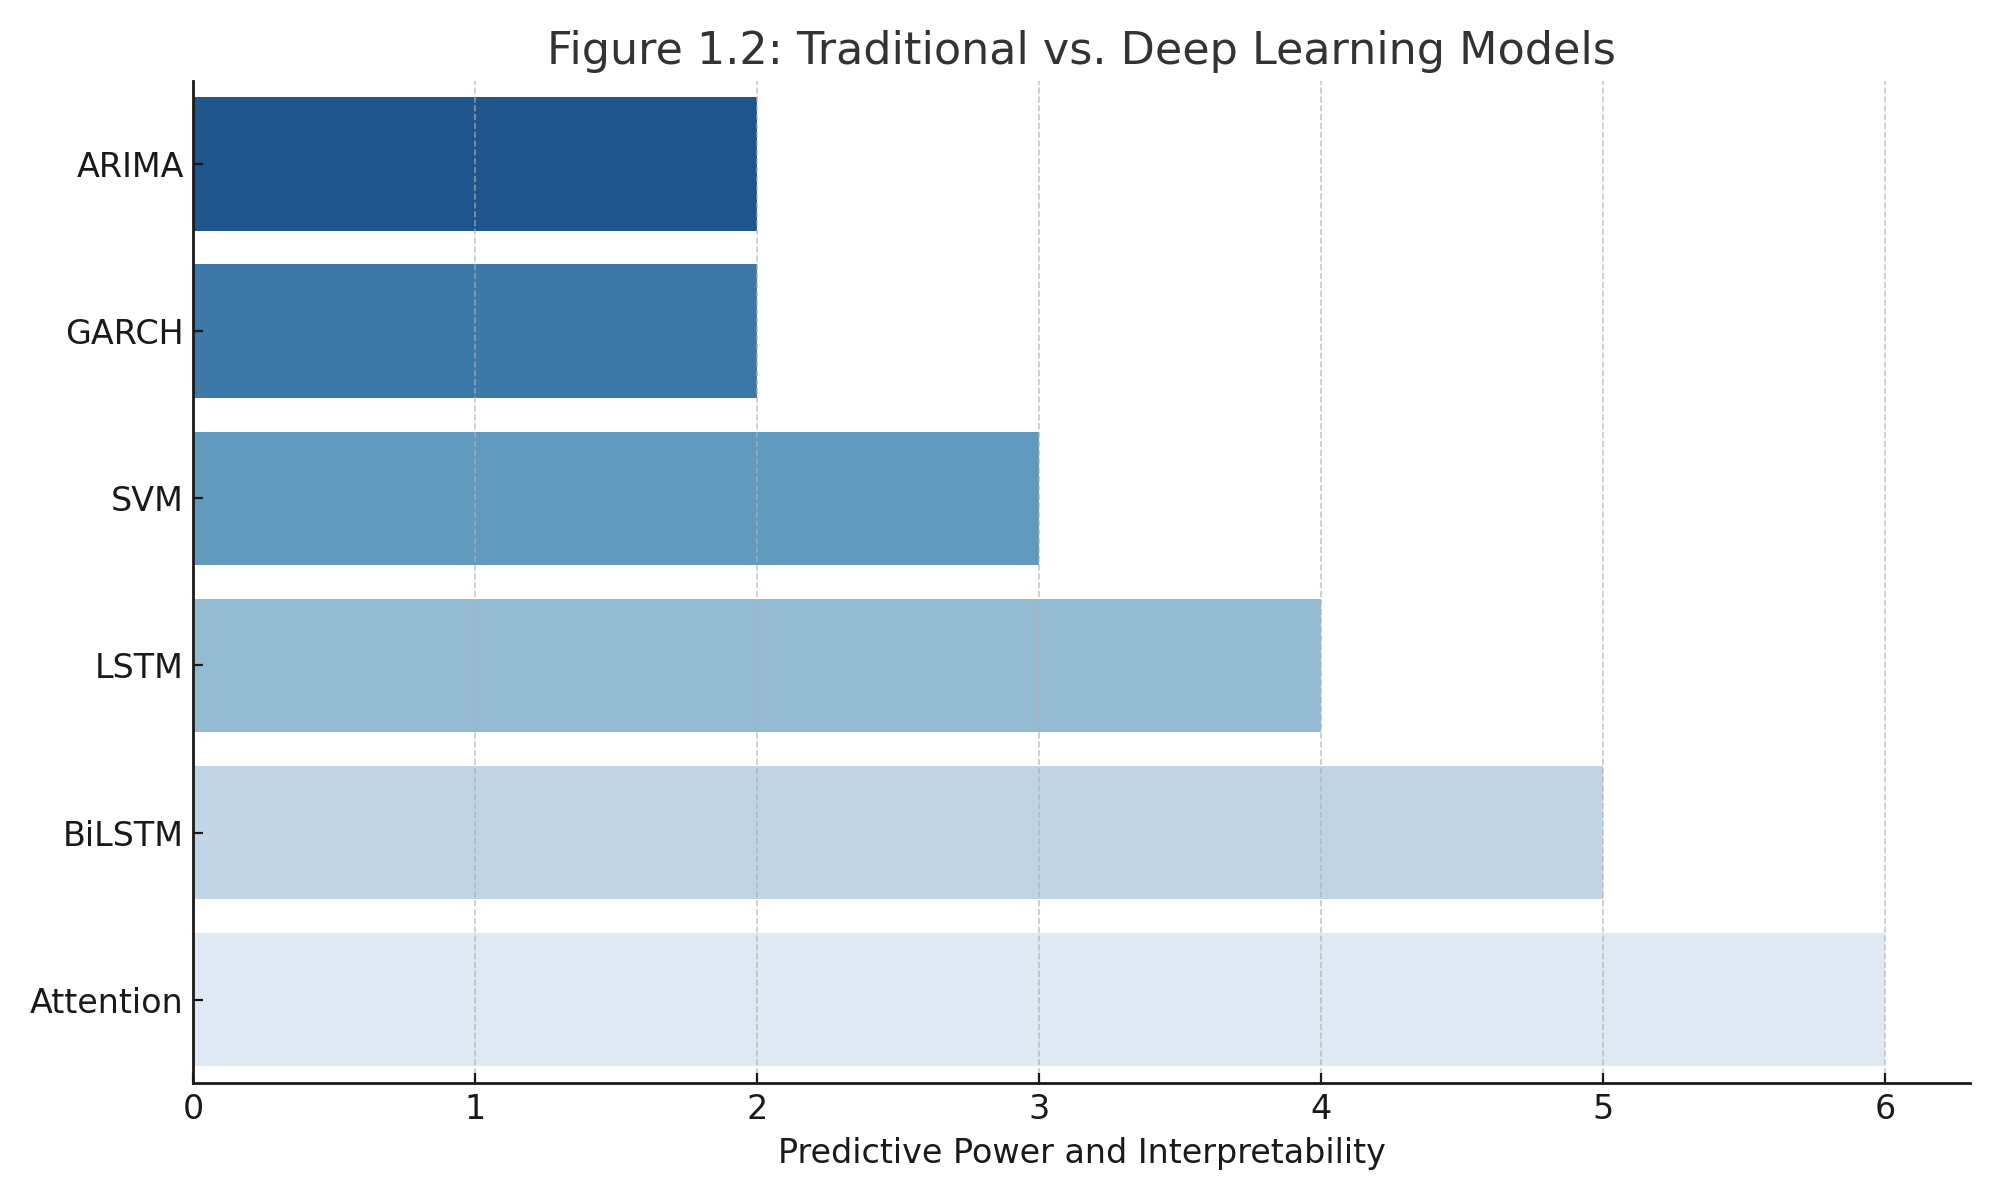 Figure 1.2: Traditional vs. Deep Learning Models
ARIMA
GARCH
SVM
LSTM
BiLSTM
Attention
0 1 2 3 4 5 6
Predictive Power and Interpretability